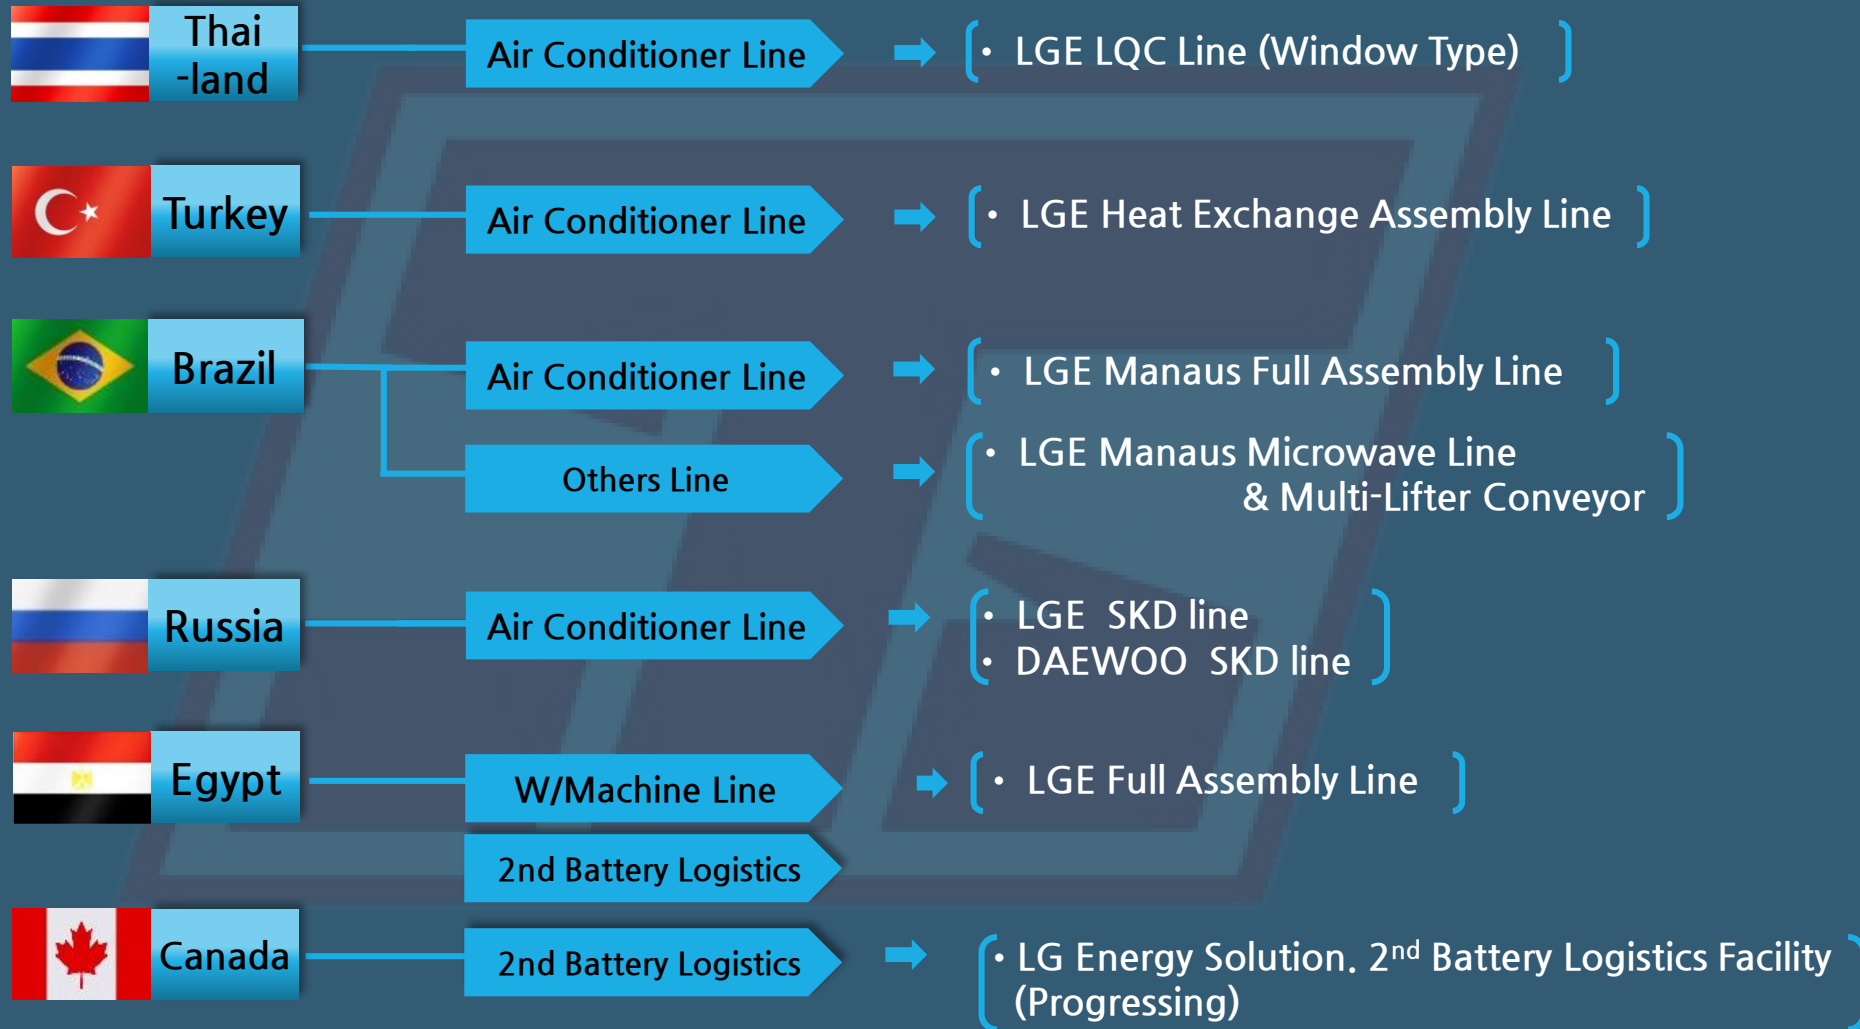 Thai
-land
Air Conditioner Line
• LGE LQC Line (Window Type)
Turkey
Air Conditioner Line
• LGE Heat Exchange Assembly Line
Brazil
Air Conditioner Line
• LGE Manaus Full Assembly Line
Others Line
• LGE Manaus Microwave Line
& Multi-Lifter Conveyor
Russia
Air Conditioner Line
• LGE SKD line
• DAEWOO SKD line
Egypt
W/Machine Line
• LGE Full Assembly Line
2nd Battery Logistics
Canada
2nd Battery Logistics
• LG Energy Solution. 2nd Battery Logistics Facility
(Progressing)